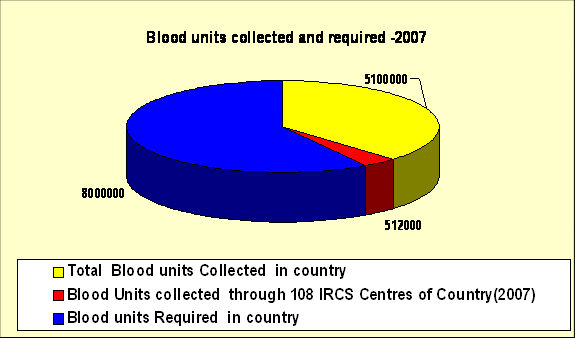 Blood units collected and required -2007
5100000
8000000
512000
Total Blood units Collected in country
Blood Units collected through 108 IRCS Centres of Country(2007)
Blood units Required in country